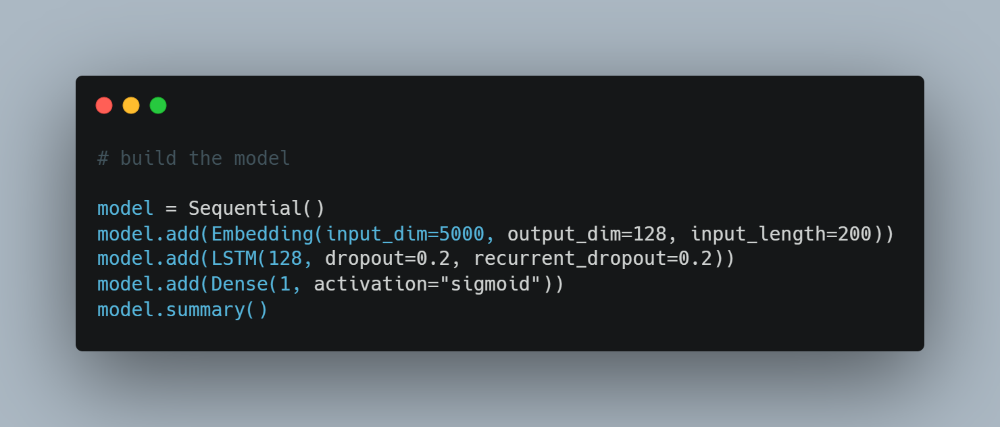 # build the model
model = Sequential()
model.add(Embedding(input_dim=5000, output_dim=128, input_length=200))
model.add(LSTM(128, dropout=0.2, recurrent_dropout=0.2))
model.add(Dense(1, activation="sigmoid"))
model.summary()